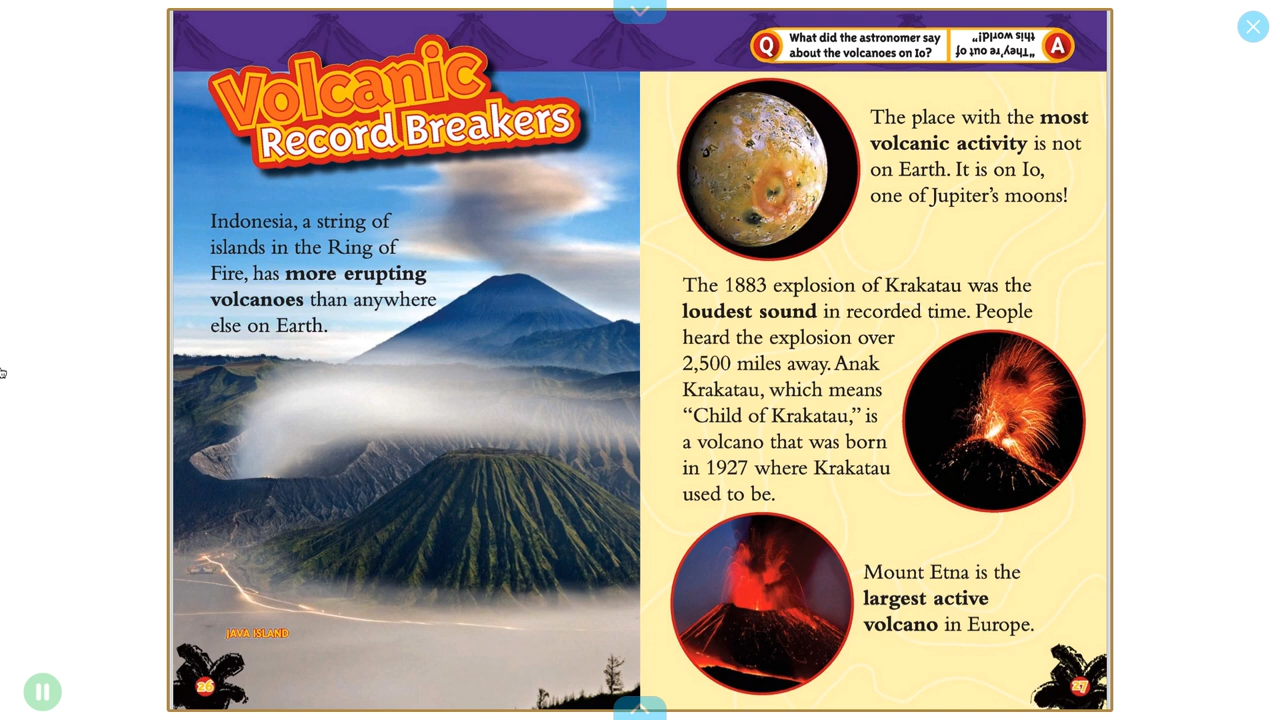 Volcanic
Record Breakers
Indonesia, a string of
islands in the Ring of
Fire, has more erupting
volcanoes than anywhere
else on Earth.
JAVA ISLAND
26
Q
What did the astronomer say
about the volcanoes on Io?
A
"They're out of
this world!"
The place with the most
volcanic activity is not
on Earth. It is on Io,
one of Jupiter's moons!
The 1883 explosion of Krakatau was the
loudest sound in recorded time. People
heard the explosion over
2,500 miles away. Anak
Krakatau, which means
“Child of Krakatau,” is
a volcano that was born
in 1927 where Krakatau
used to be.
Mount Etna is the
largest active
volcano in Europe.
27